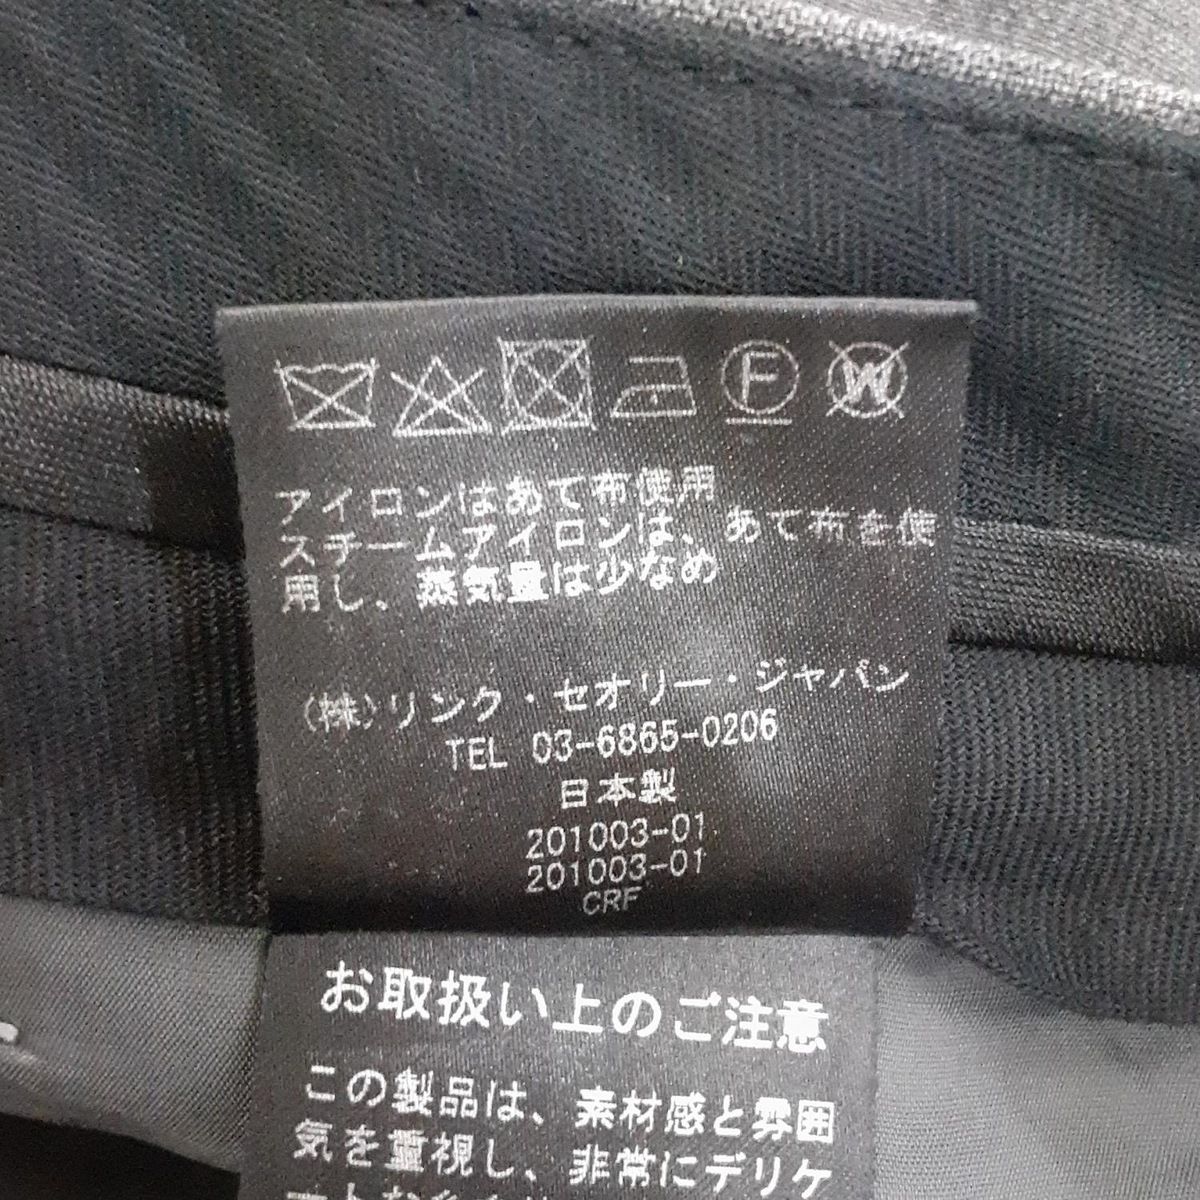 F W
アイロンはあて布使用
スチームアイロンは、あて布を使
用し、蒸気量は少なめ
(株)リンク・セオリー・ジャパン
TEL 03-6865-0206
日本製
201003-01
201003-01
CRF
お取扱い上のご注意
この製品は、素材感と雰囲
気を重視し、非常にデリケ